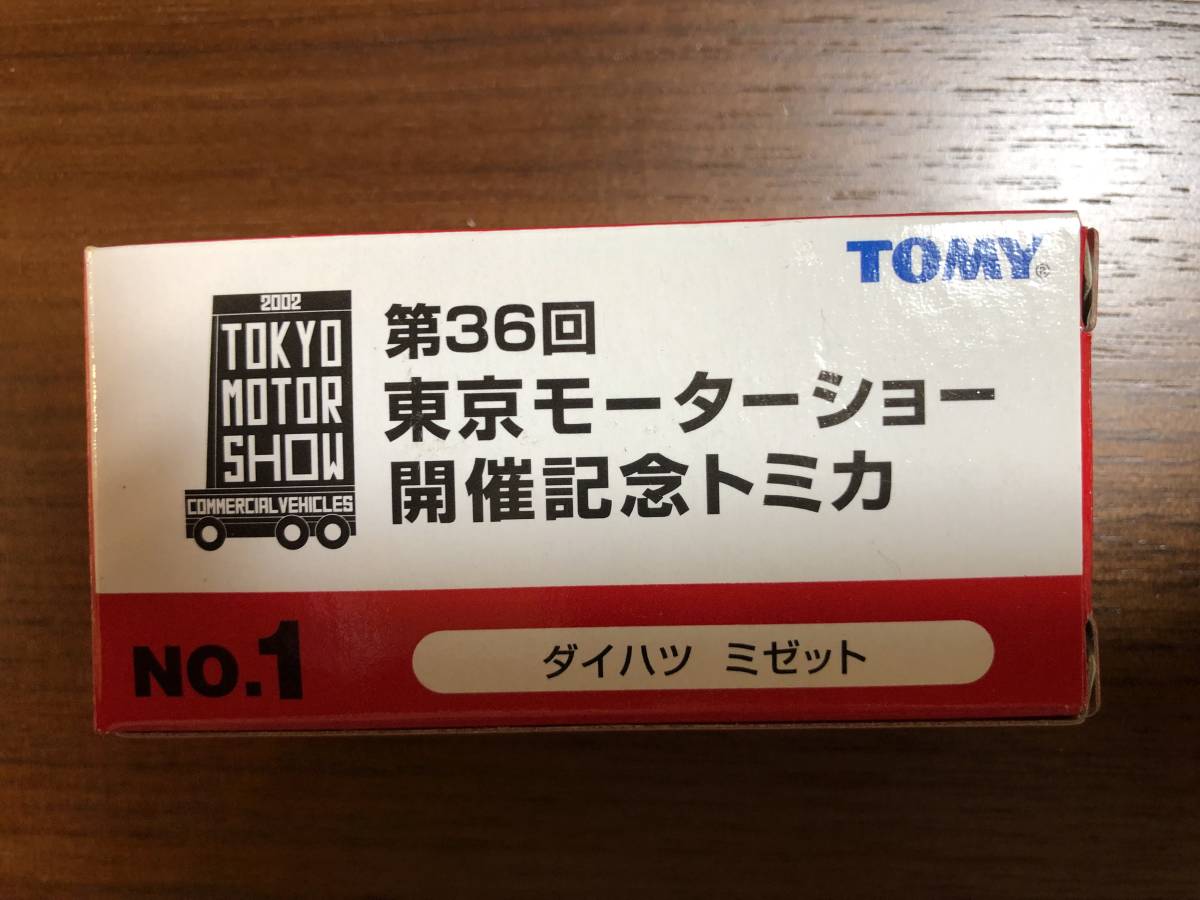 TOMY®
2002
TOKYO
MOTOR
SHOW
COMMERCIAL VEHICLES
第36回
東京モーターショー
開催記念トミカ
NO.1
ダイハツ ミゼット